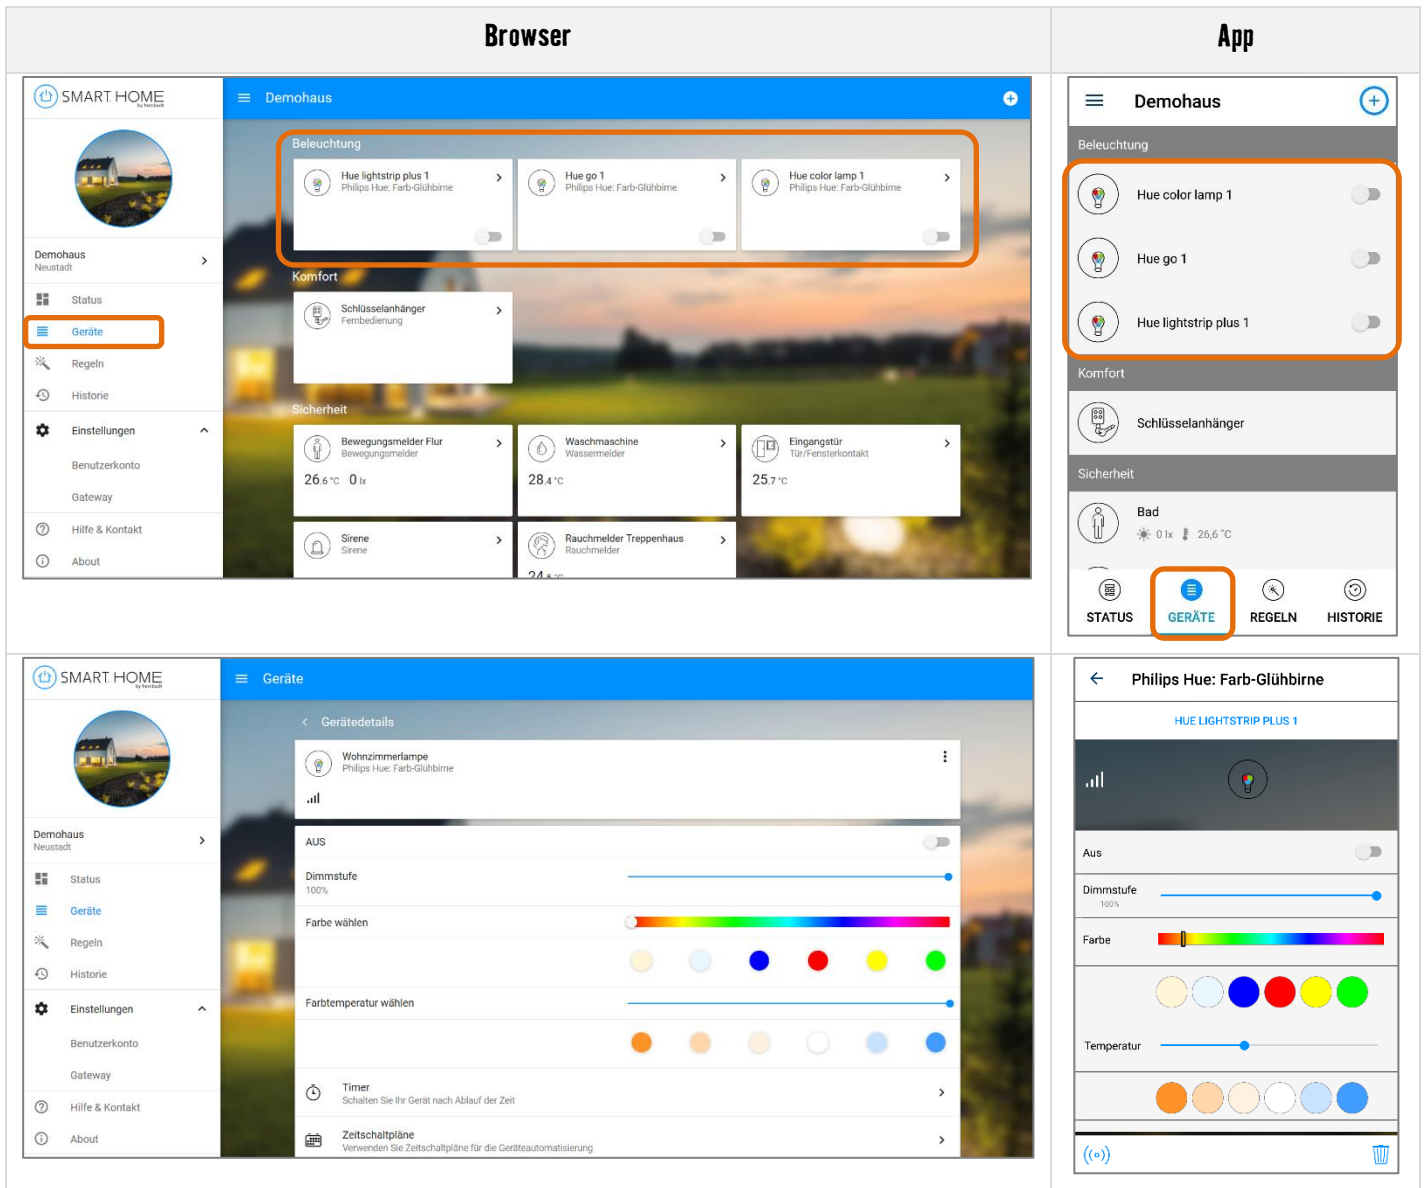 Browser
App
SMART HOME
by hornbach
Demohaus
Neustadt
Status
Geräte
Regeln
Historie
Einstellungen
Benutzerkonto
Gateway
Hilfe & Kontakt
About
Demohaus
Beleuchtung
Hue lightstrip plus 1
Philips Hue: Farb-Glühbirne
Hue go 1
Philips Hue: Farb-Glühbirne
Hue color lamp 1
Philips Hue: Farb-Glühbirne
Komfort
Schlüsselanhänger
Fernbedienung
Sicherheit
Bewegungsmelder Flur
Bewegungsmelder
26.6 °C 0 lx
Waschmaschine
Wassermelder
28.4 °C
Eingangstür
Tür/Fensterkontakt
25.7 °C
Sirene
Sirene
Rauchmelder Treppenhaus
Rauchmelder
Demohaus
Beleuchtung
Hue color lamp 1
Hue go 1
Hue lightstrip plus 1
Komfort
Schlüsselanhänger
Sicherheit
Bad
0 lx 26,6 °C
STATUS GERÄTE REGELN HISTORIE
SMART HOME
by hornbach
Demohaus
Neustadt
Status
Geräte
Regeln
Historie
Einstellungen
Benutzerkonto
Gateway
Hilfe & Kontakt
About
Geräte
Gerätedetails
Wohnzimmerlampe
Philips Hue: Farb-Glühbirne
AUS
Dimmstufe
100%
Farbe wählen
Farbtemperatur wählen
Timer
Schalten Sie Ihr Gerät nach Ablauf der Zeit
Zeitschaltpläne
Verwenden Sie Zeitschaltpläne für die Geräteautomatisierung
Philips Hue: Farb-Glühbirne
HUE LIGHTSTRIP PLUS 1
Aus
Dimmstufe
100%
Farbe
Temperatur